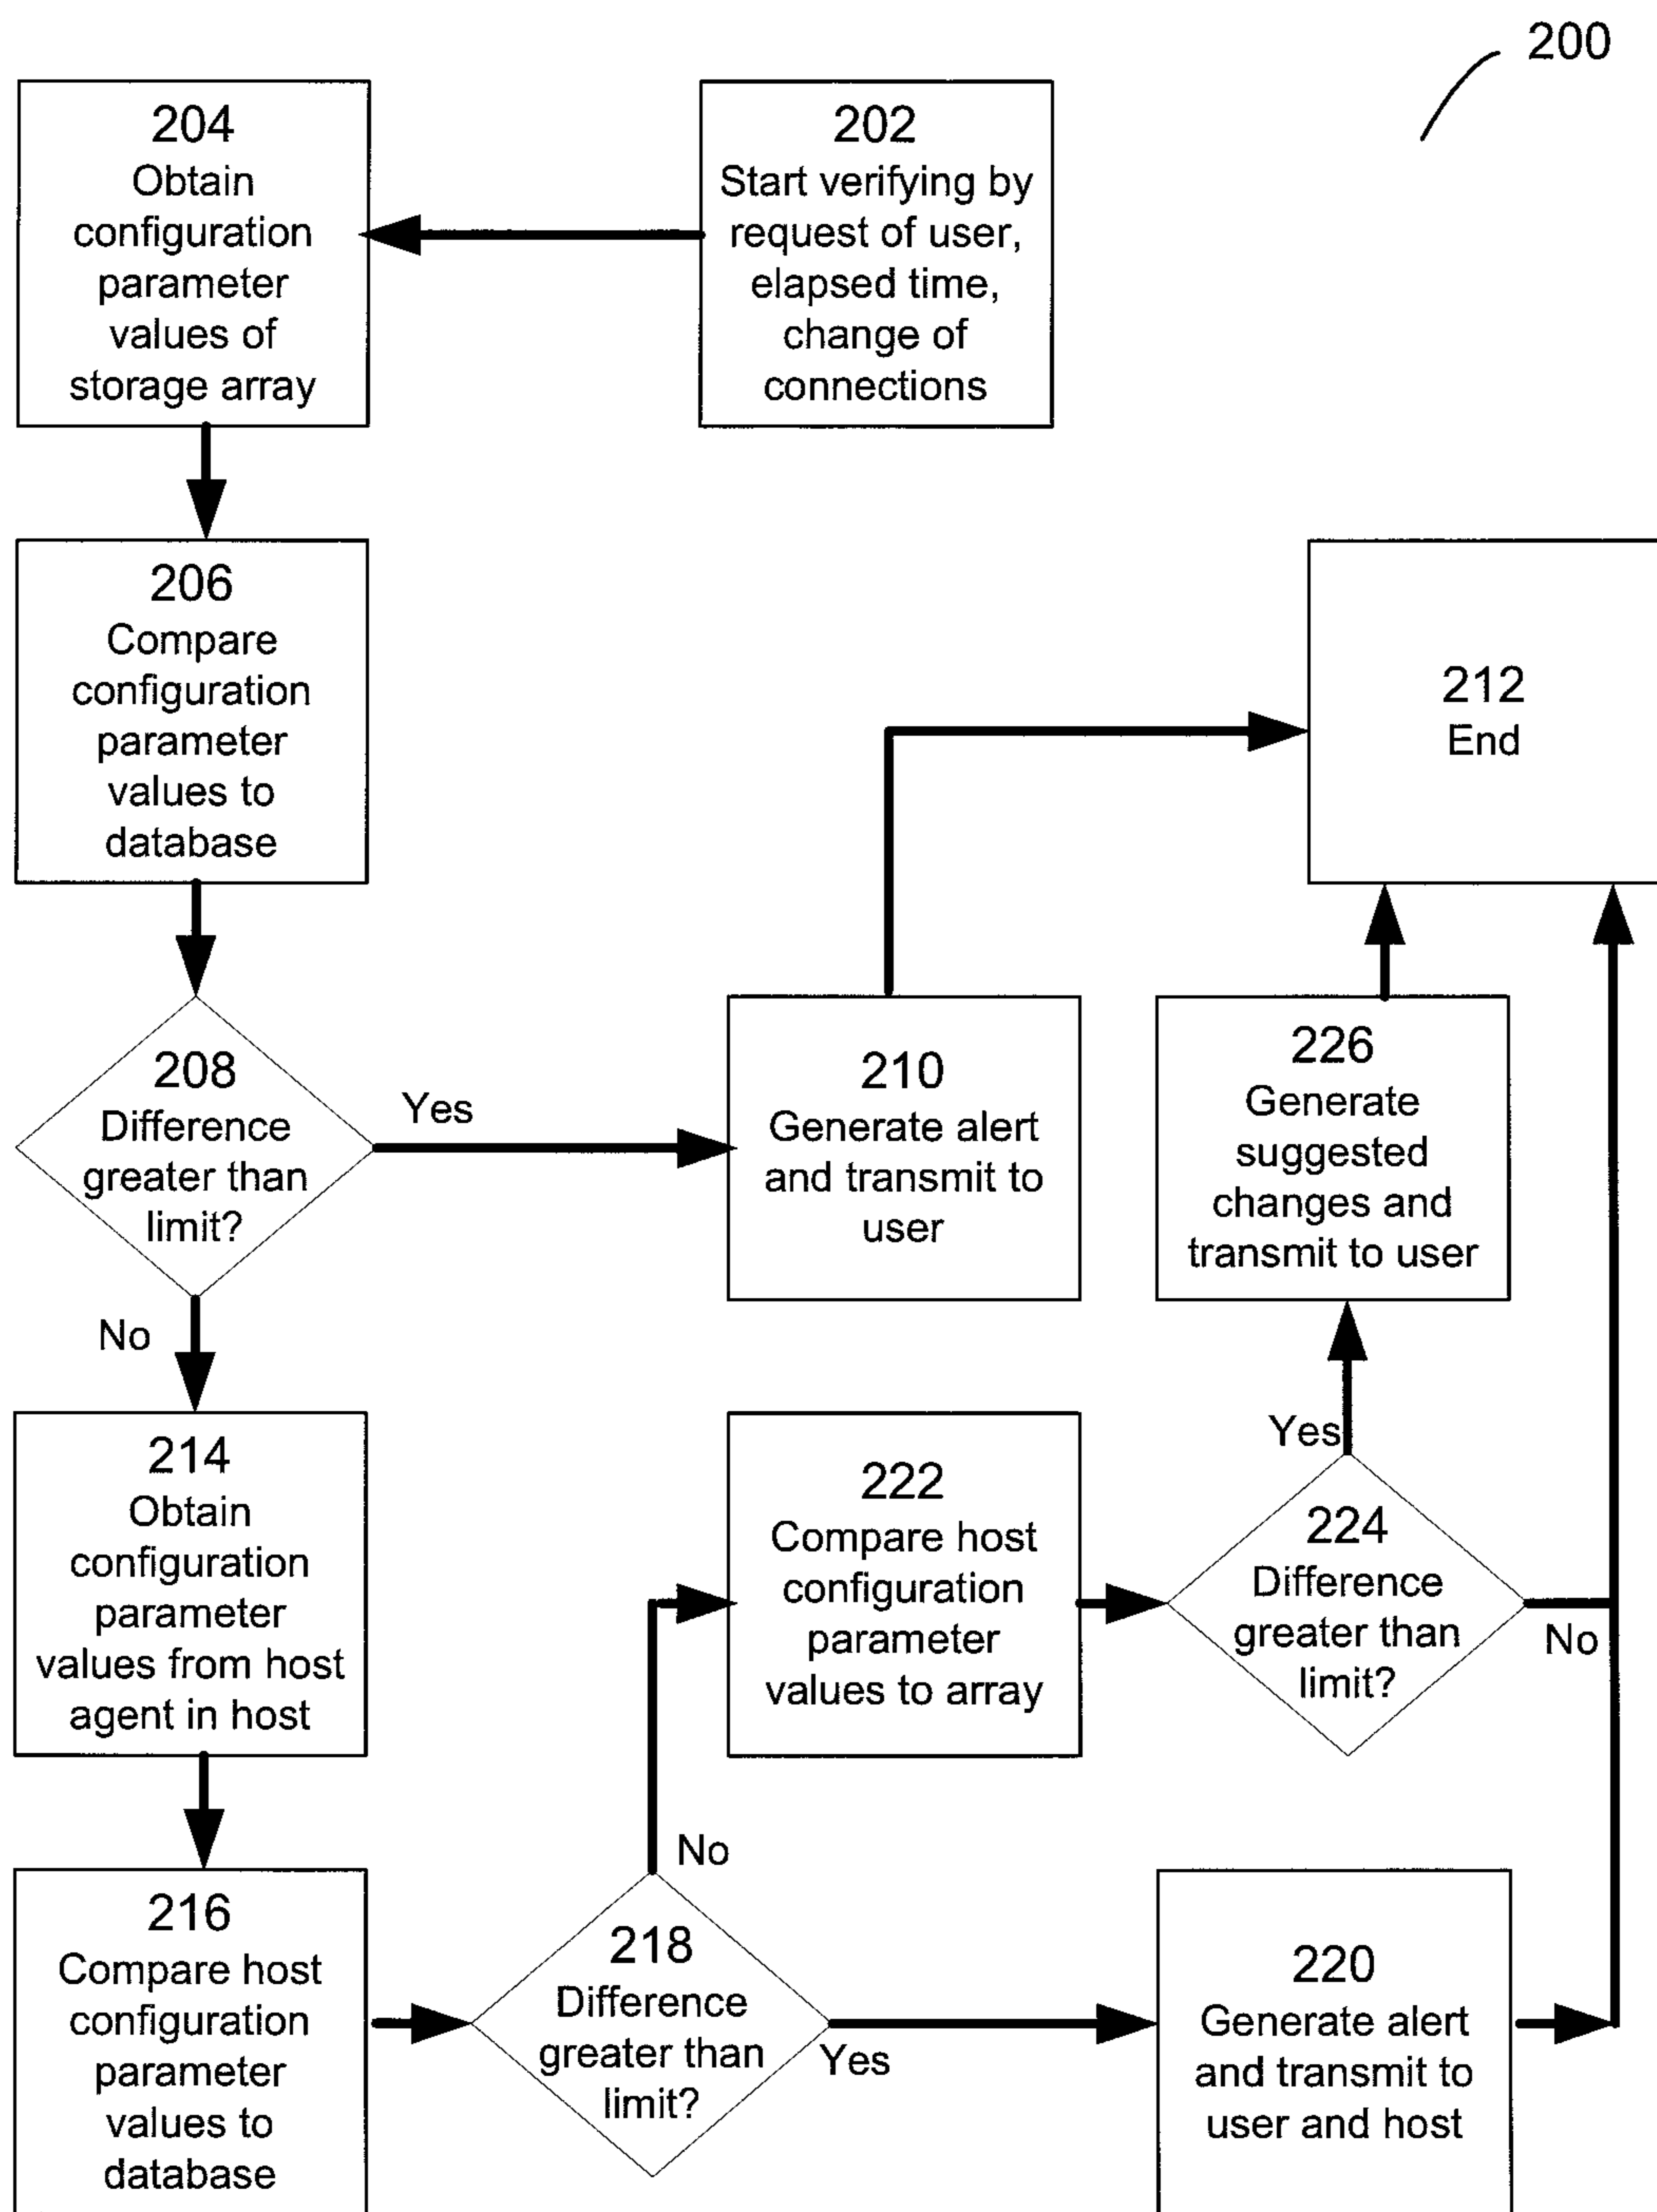 200
204
Obtain
configuration
parameter
values of
storage array
202
Start verifying by
request of user,
elapsed time,
change of
connections
206
Compare
configuration
parameter
values to
database
212
End
208
Difference
greater than
limit?
Yes
No
210
Generate alert
and transmit to
user
226
Generate
suggested
changes and
transmit to user
214
Obtain
configuration
parameter
values from host
agent in host
222
Compare host
configuration
parameter
values to array
Yes
224
Difference
greater than
limit?
No
216
Compare host
configuration
parameter
values to
database
No
218
Difference
greater than
limit?
Yes
220
Generate alert
and transmit to
user and host